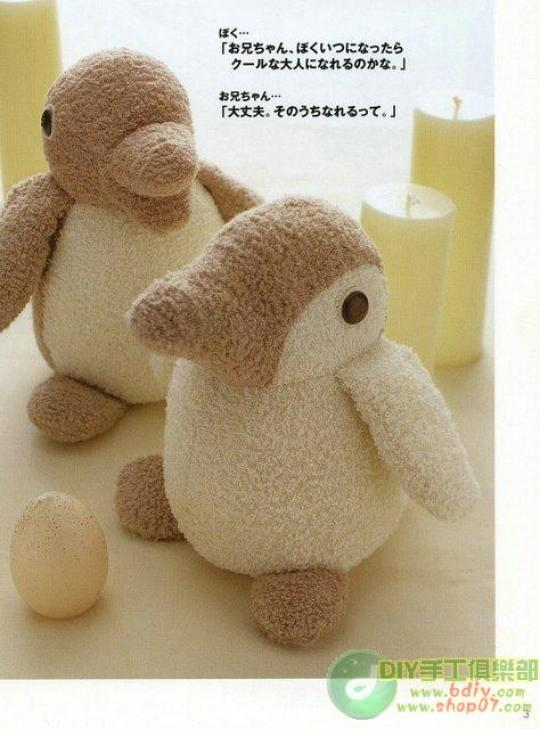 ぼく…
「お兄ちゃん、ぼくいつになったら
クールな大人になれるのかな。」
お兄ちゃん…
「大丈夫。そのうちなれるって。」
DIY手工俱樂部
www.bdiy.com
www.shop07.com
3